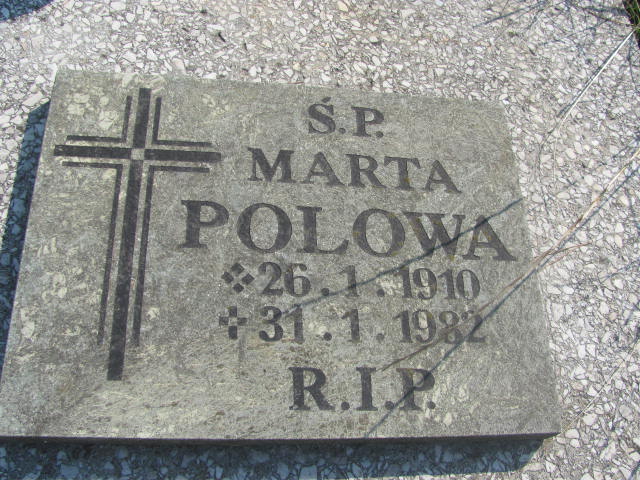 Ś.P.
MARTA
POLOWA
26.1.1910
31.1.1982
R.I.P.